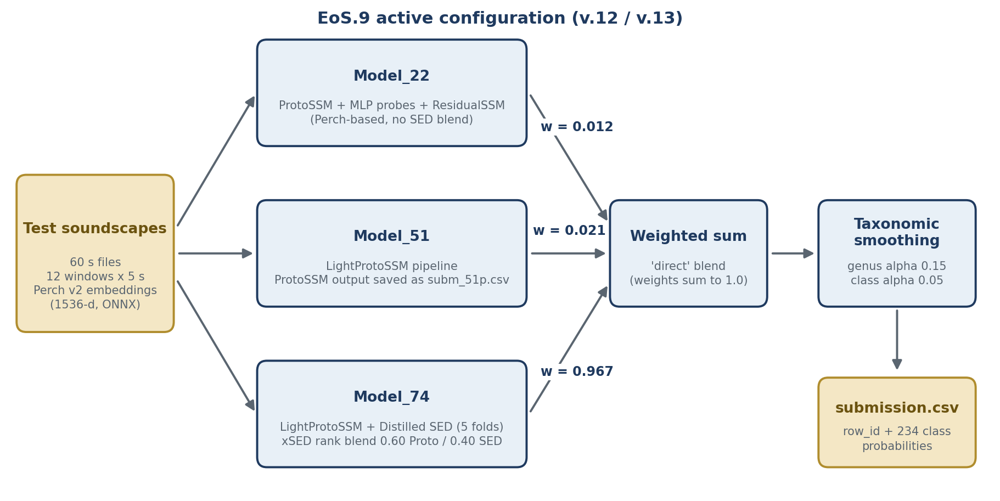 EoS.9 active configuration (v.12 / v.13)
Test soundscapes
60 s files
12 windows x 5 s
Perch v2 embeddings
(1536-d, ONNX)
Model_22
ProtoSSM + MLP probes + ResidualSSM
(Perch-based, no SED blend)
Model_51
LightProtoSSM pipeline
ProtoSSM output saved as subm_51p.csv
Model_74
LightProtoSSM + Distilled SED (5 folds)
xSED rank blend 0.60 Proto / 0.40 SED
w = 0.012
w = 0.021
w = 0.967
Weighted sum
'direct' blend
(weights sum to 1.0)
Taxonomic
smoothing
genus alpha 0.15
class alpha 0.05
submission.csv
row_id + 234 class
probabilities